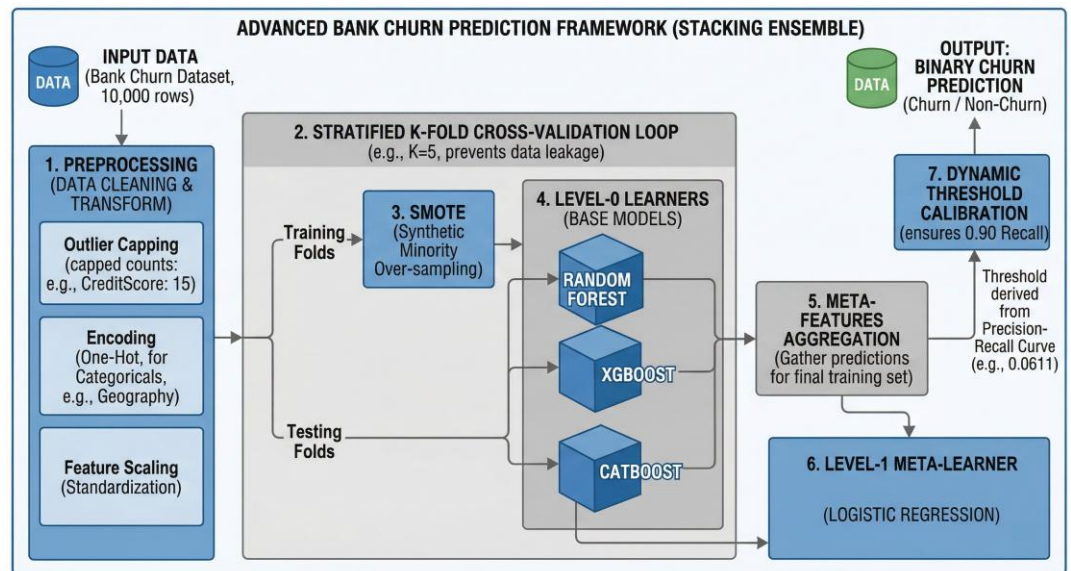 ADVANCED BANK CHURN PREDICTION FRAMEWORK (STACKING ENSEMBLE)
DATA
INPUT DATA
(Bank Churn Dataset,
10,000 rows)
1. PREPROCESSING
(DATA CLEANING &
TRANSFORM)
Outlier Capping
(capped counts:
e.g., CreditScore: 15)
Encoding
(One-Hot, for
Categoricals,
e.g., Geography)
Feature Scaling
(Standardization)
2. STRATIFIED K-FOLD CROSS-VALIDATION LOOP
(e.g., K=5, prevents data leakage)
Training
Folds
Testing
Folds
3. SMOTE
(Synthetic
Minority
Over-sampling)
4. LEVEL-0 LEARNERS
(BASE MODELS)
RANDOM
FOREST
XGBOOST
CATBOOST
5. META-
FEATURES
AGGREGATION
(Gather predictions
for final training set)
6. LEVEL-1 META-LEARNER
(LOGISTIC REGRESSION)
Threshold
derived
from
Precision-
Recall Curve
(e.g., 0.0611)
7. DYNAMIC
THRESHOLD
CALIBRATION
(ensures 0.90 Recall)
DATA
OUTPUT:
BINARY CHURN
PREDICTION
(Churn / Non-Churn)